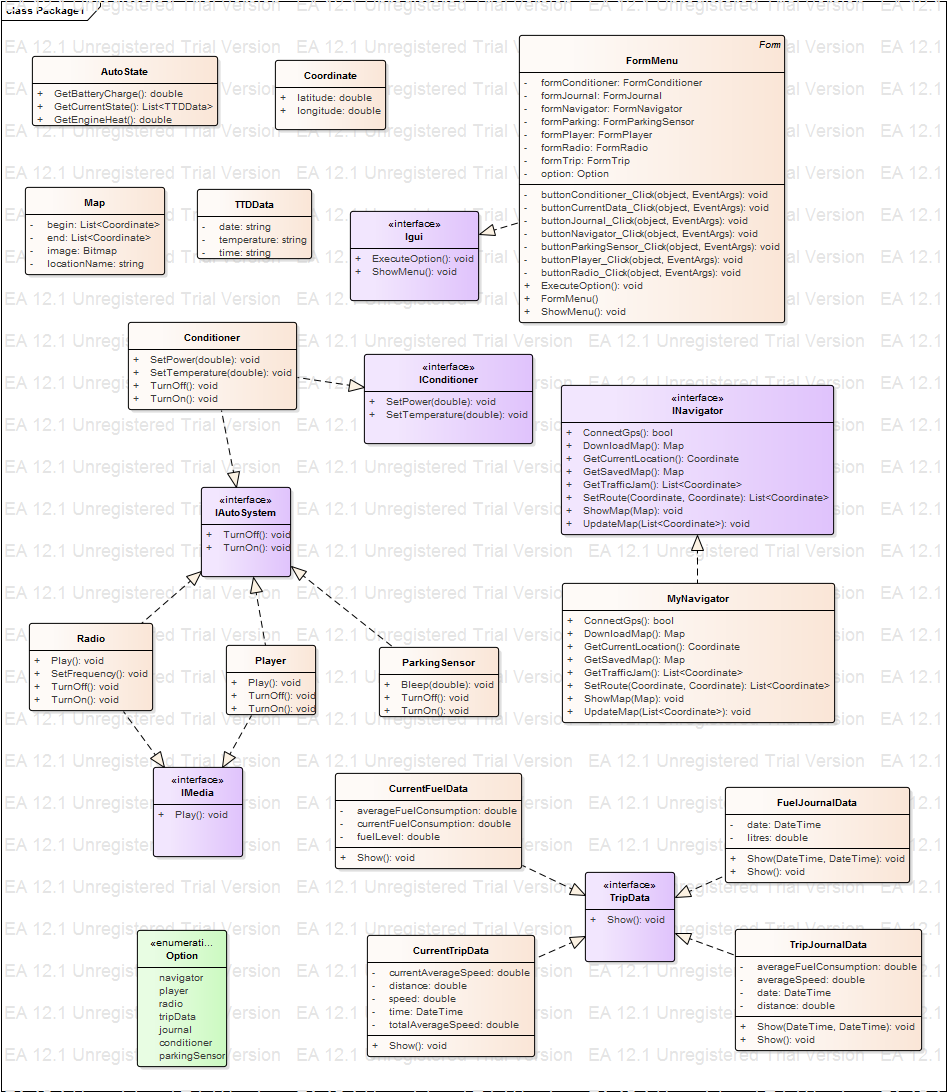 class Package1
EA 12.1 Unregistered Trial Version
AutoState
+ GetBatteryCharge(): double
+ GetCurrentState(): List<TTDData>
+ GetEngineHeat(): double
Coordinate
+ latitude: double
+ longitude: double
Form
FormMenu
- formConditioner: FormConditioner
- formJournal: FormJournal
- formNavigator: FormNavigator
- formParking: FormParkingSensor
- formPlayer: FormPlayer
- formRadio: FormRadio
- formTrip: FormTrip
- option: Option
- buttonConditioner_Click(object, EventArgs): void
- buttonCurrentData_Click(object, EventArgs): void
- buttonJournal_Click(object, EventArgs): void
- buttonNavigator_Click(object, EventArgs): void
- buttonParkingSensor_Click(object, EventArgs): void
- buttonPlayer_Click(object, EventArgs): void
- buttonRadio_Click(object, EventArgs): void
+ ExecuteOption(): void
+ FormMenu()
+ ShowMenu(): void
Map
- begin: List<Coordinate>
- end: List<Coordinate>
- image: Bitmap
- locationName: string
TTDData
- date: string
- temperature: string
- time: string
«interface»
Igui
+ ExecuteOption(): void
+ ShowMenu(): void
Conditioner
+ SetPower(double): void
+ SetTemperature(double): void
+ TurnOff(): void
+ TurnOn(): void
«interface»
IConditioner
+ SetPower(double): void
+ SetTemperature(double): void
«interface»
INavigator
+ ConnectGps(): bool
+ DownloadMap(): Map
+ GetCurrentLocation(): Coordinate
+ GetSavedMap(): Map
+ GetTrafficJam(): List<Coordinate>
+ SetRoute(Coordinate, Coordinate): List<Coordinate>
+ ShowMap(Map): void
+ UpdateMap(List<Coordinate>): void
«interface»
IAutoSystem
+ TurnOff(): void
+ TurnOn(): void
MyNavigator
+ ConnectGps(): bool
+ DownloadMap(): Map
+ GetCurrentLocation(): Coordinate
+ GetSavedMap(): Map
+ GetTrafficJam(): List<Coordinate>
+ SetRoute(Coordinate, Coordinate): List<Coordinate>
+ ShowMap(Map): void
+ UpdateMap(List<Coordinate>): void
Radio
+ Play(): void
+ SetFrequency(): void
+ TurnOff(): void
+ TurnOn(): void
Player
+ Play(): void
+ TurnOff(): void
+ TurnOn(): void
ParkingSensor
+ Bleep(double): void
+ TurnOff(): void
+ TurnOn(): void
«interface»
IMedia
+ Play(): void
CurrentFuelData
- averageFuelConsumption: double
- currentFuelConsumption: double
- fuelLevel: double
+ Show(): void
FuelJournalData
- date: DateTime
- litres: double
+ Show(DateTime, DateTime): void
+ Show(): void
«interface»
TripData
+ Show(): void
«enumerati...
Option
navigator
player
radio
tripData
journal
conditioner
parkingSensor
CurrentTripData
- currentAverageSpeed: double
- distance: double
- speed: double
- time: DateTime
- totalAverageSpeed: double
+ Show(): void
TripJournalData
- averageFuelConsumption: double
- averageSpeed: double
- date: DateTime
- distance: double
+ Show(DateTime, DateTime): void
+ Show(): void